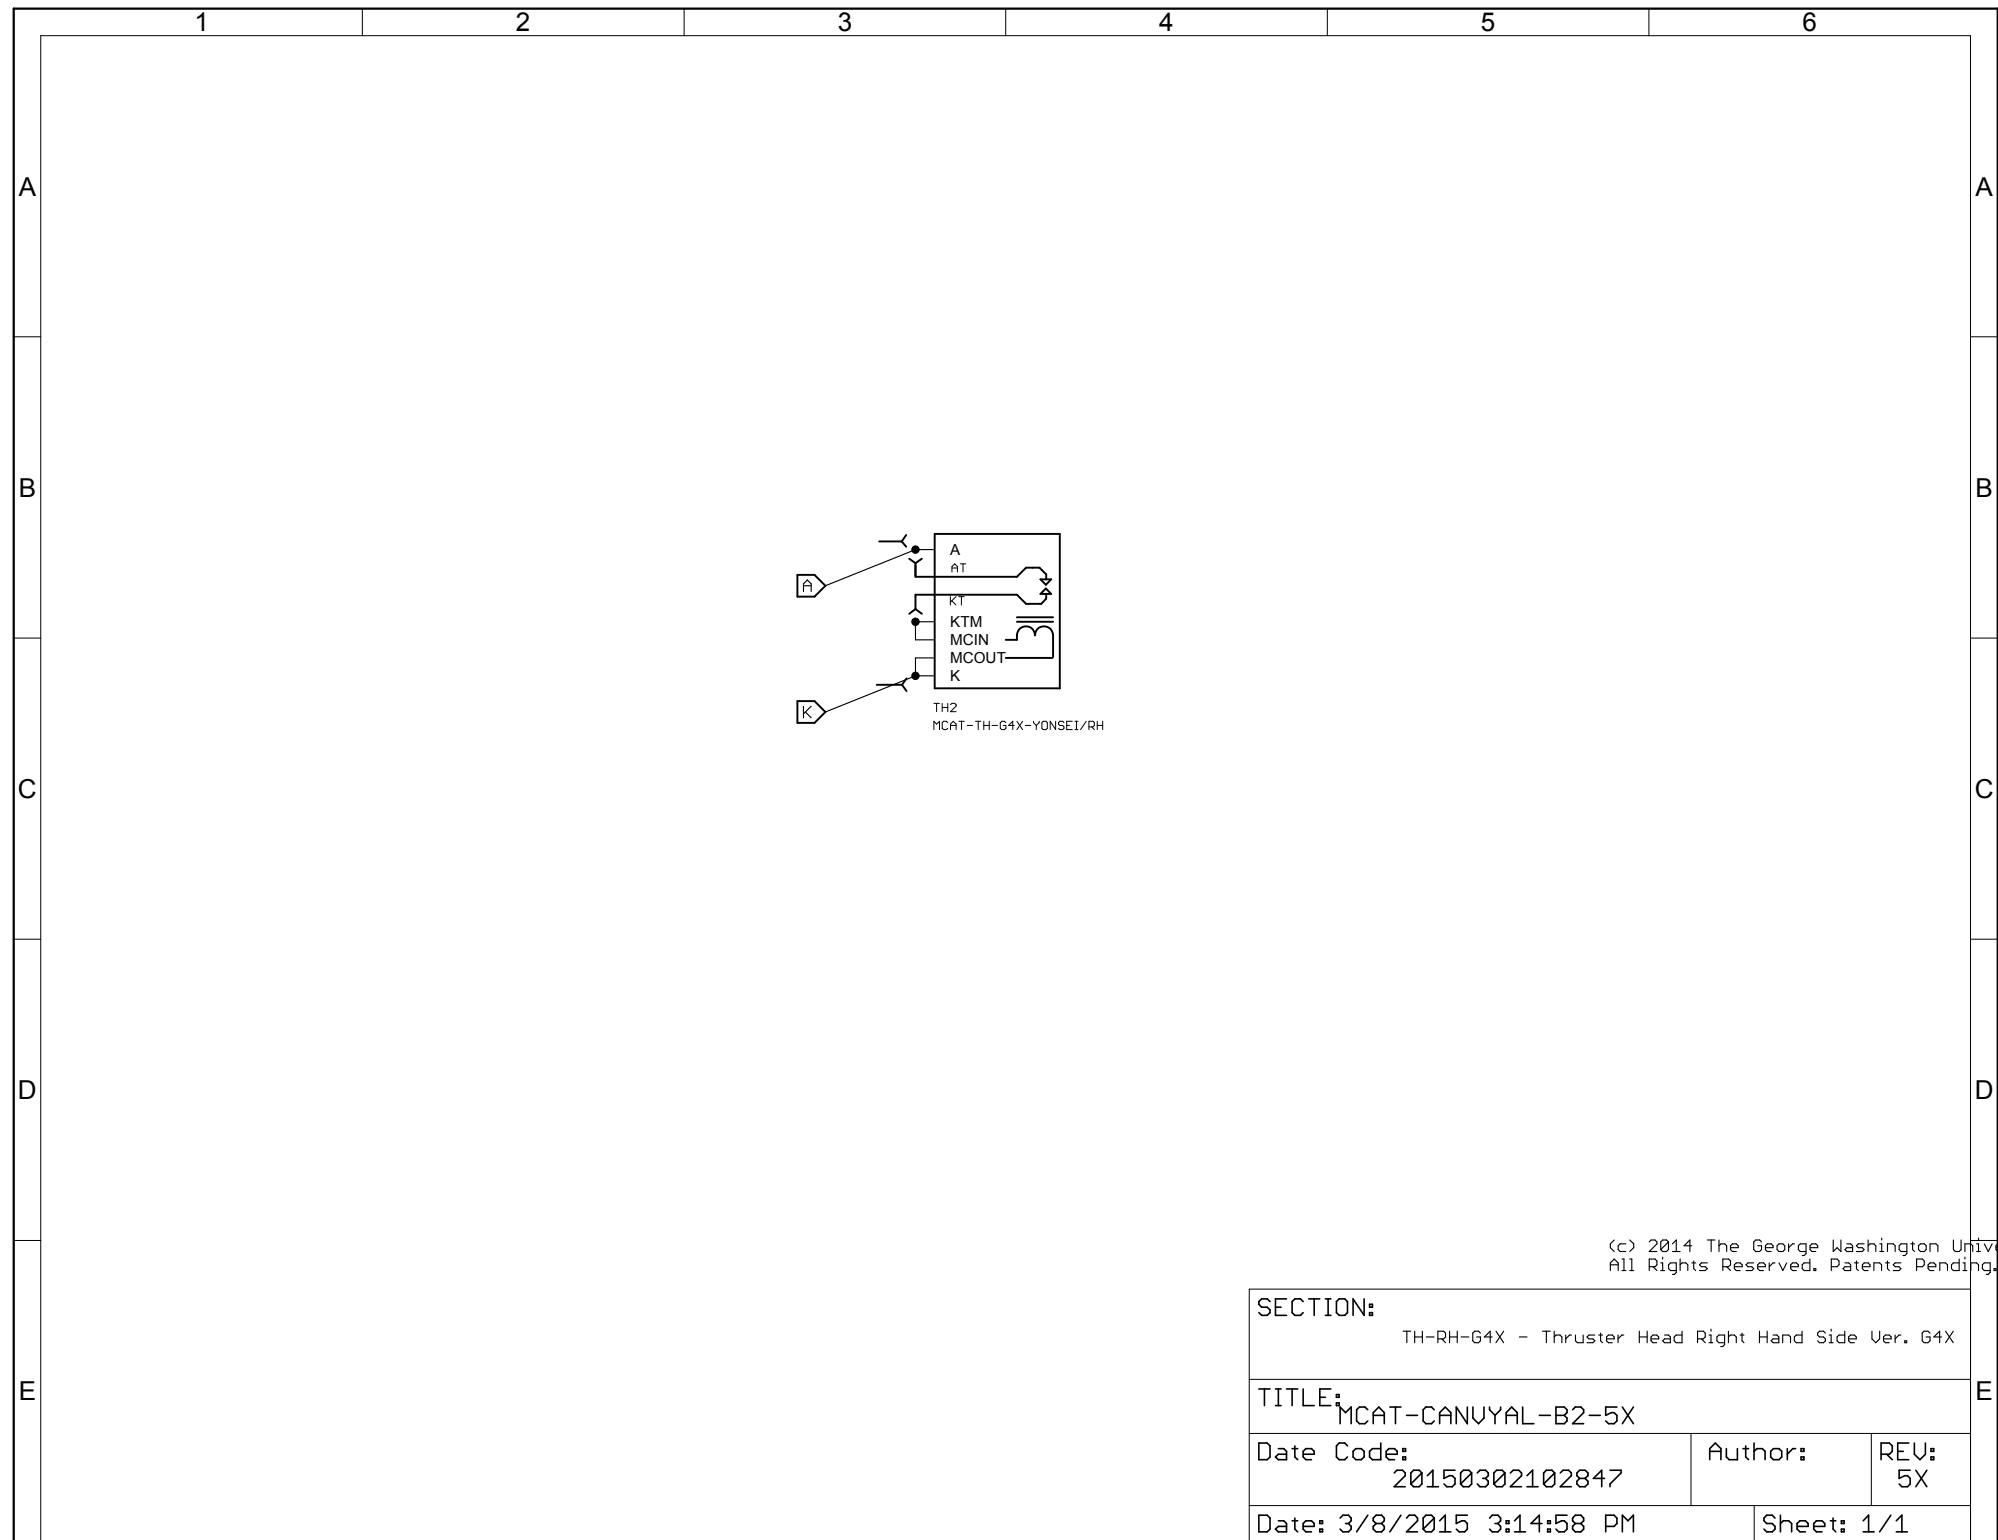 1 2 3 4 5 6
A A
B B
A
AT
A
KT
KTM
MCIN
MCOUT
K
K
TH2
MCAT-TH-G4X-YONSEI/RH
C C
D D
(c) 2014 The George Washington Unive
All Rights Reserved. Patents Pending.
SECTION:
TH-RH-G4X - Thruster Head Right Hand Side Ver. G4X
E E
TITLE:
MCAT-CANVYAL-B2-5X
Date Code: Author: REV:
20150302102847 5X
Date: 3/8/2015 3:14:58 PM Sheet: 1/1